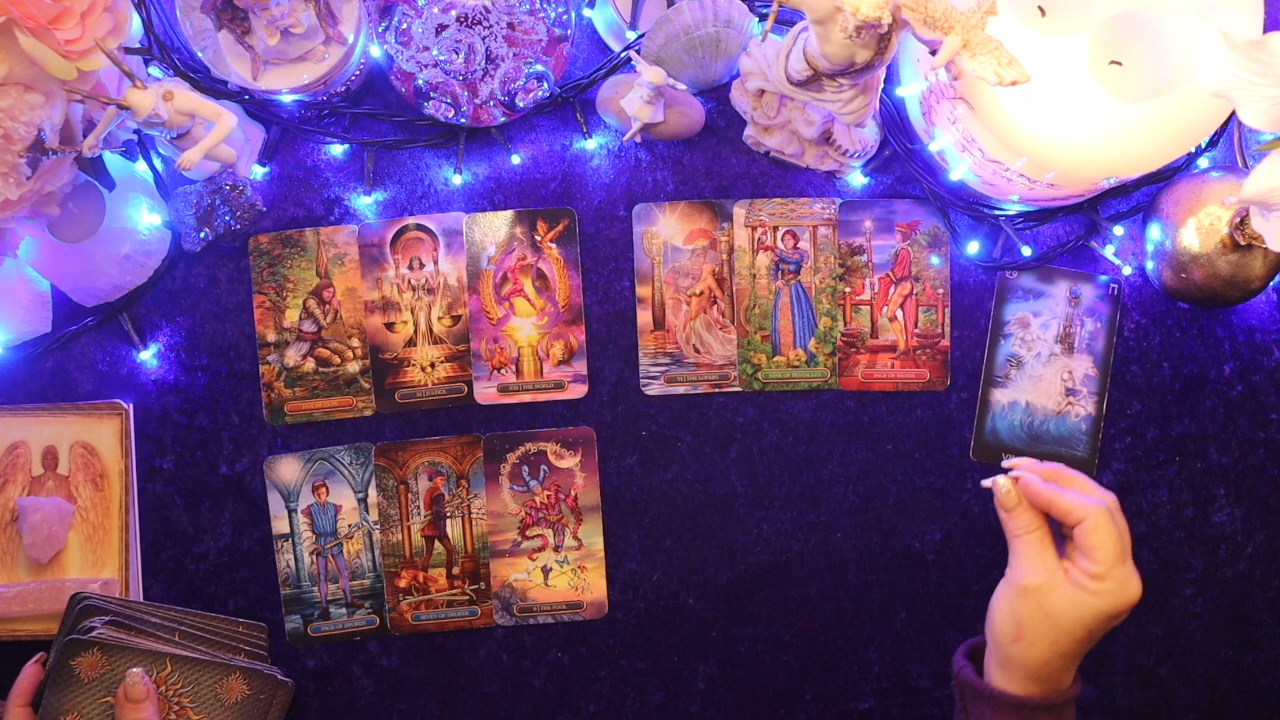 FIVE OF CUPS
XI | JUSTICE
XXI | THE WORLD
VI | THE LOVERS
NINE OF PENTACLES
PAGE OF WANDS
PAGE OF SWORDS
SEVEN OF SWORDS
0 | THE FOOL